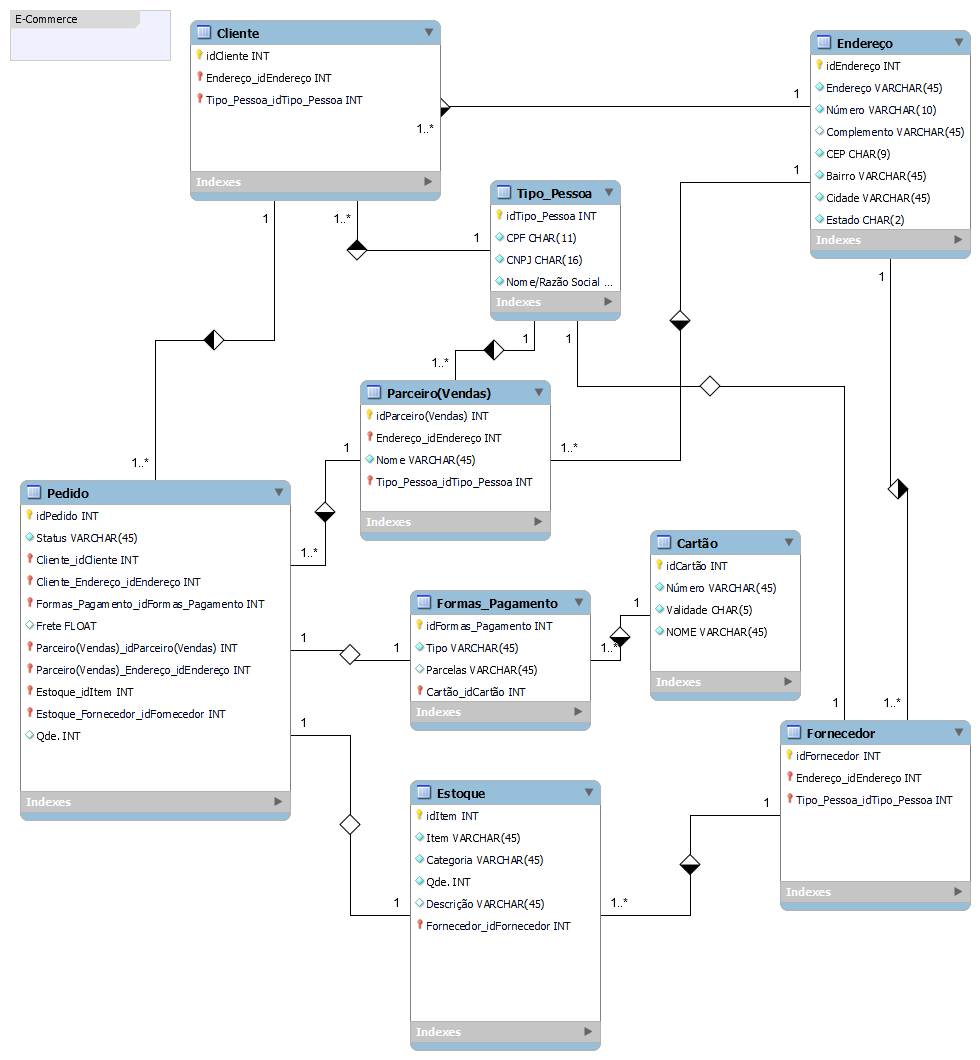 E-Commerce
Cliente
idCliente INT
Endereço_idEndereço INT
Tipo_Pessoa_idTipo_Pessoa INT
Indexes
Endereço
idEndereço INT
Endereço VARCHAR(45)
Número VARCHAR(10)
Complemento VARCHAR(45)
CEP CHAR(9)
Bairro VARCHAR(45)
Cidade VARCHAR(45)
Estado CHAR(2)
Indexes
1
1..*
1
1
1..*
1
1
Tipo_Pessoa
idTipo_Pessoa INT
CPF CHAR(11)
CNPJ CHAR(16)
Nome/Razão Social ...
Indexes
1
1
1..*
Parceiro(Vendas)
idParceiro(Vendas) INT
Endereço_idEndereço INT
Nome VARCHAR(45)
Tipo_Pessoa_idTipo_Pessoa INT
Indexes
1
1..*
1..*
1..*
Pedido
idPedido INT
Status VARCHAR(45)
Cliente_idCliente INT
Cliente_Endereço_idEndereço INT
Formas_Pagamento_idFormas_Pagamento INT
Frete FLOAT
Parceiro(Vendas)_idParceiro(Vendas) INT
Parceiro(Vendas)_Endereço_idEndereço INT
Estoque_idItem INT
Estoque_Fornecedor_idFornecedor INT
Qde. INT
Indexes
1
1
1
Formas_Pagamento
idFormas_Pagamento INT
Tipo VARCHAR(45)
Parcelas VARCHAR(45)
Cartão_idCartão INT
Indexes
1
1..*
Cartão
idCartão INT
Número VARCHAR(45)
Validade CHAR(5)
NOME VARCHAR(45)
Indexes
1
1..*
Fornecedor
idFornecedor INT
Endereço_idEndereço INT
Tipo_Pessoa_idTipo_Pessoa INT
Indexes
Estoque
idItem INT
Item VARCHAR(45)
Categoria VARCHAR(45)
Qde. INT
Descrição VARCHAR(45)
Fornecedor_idFornecedor INT
Indexes
1
1..*
1